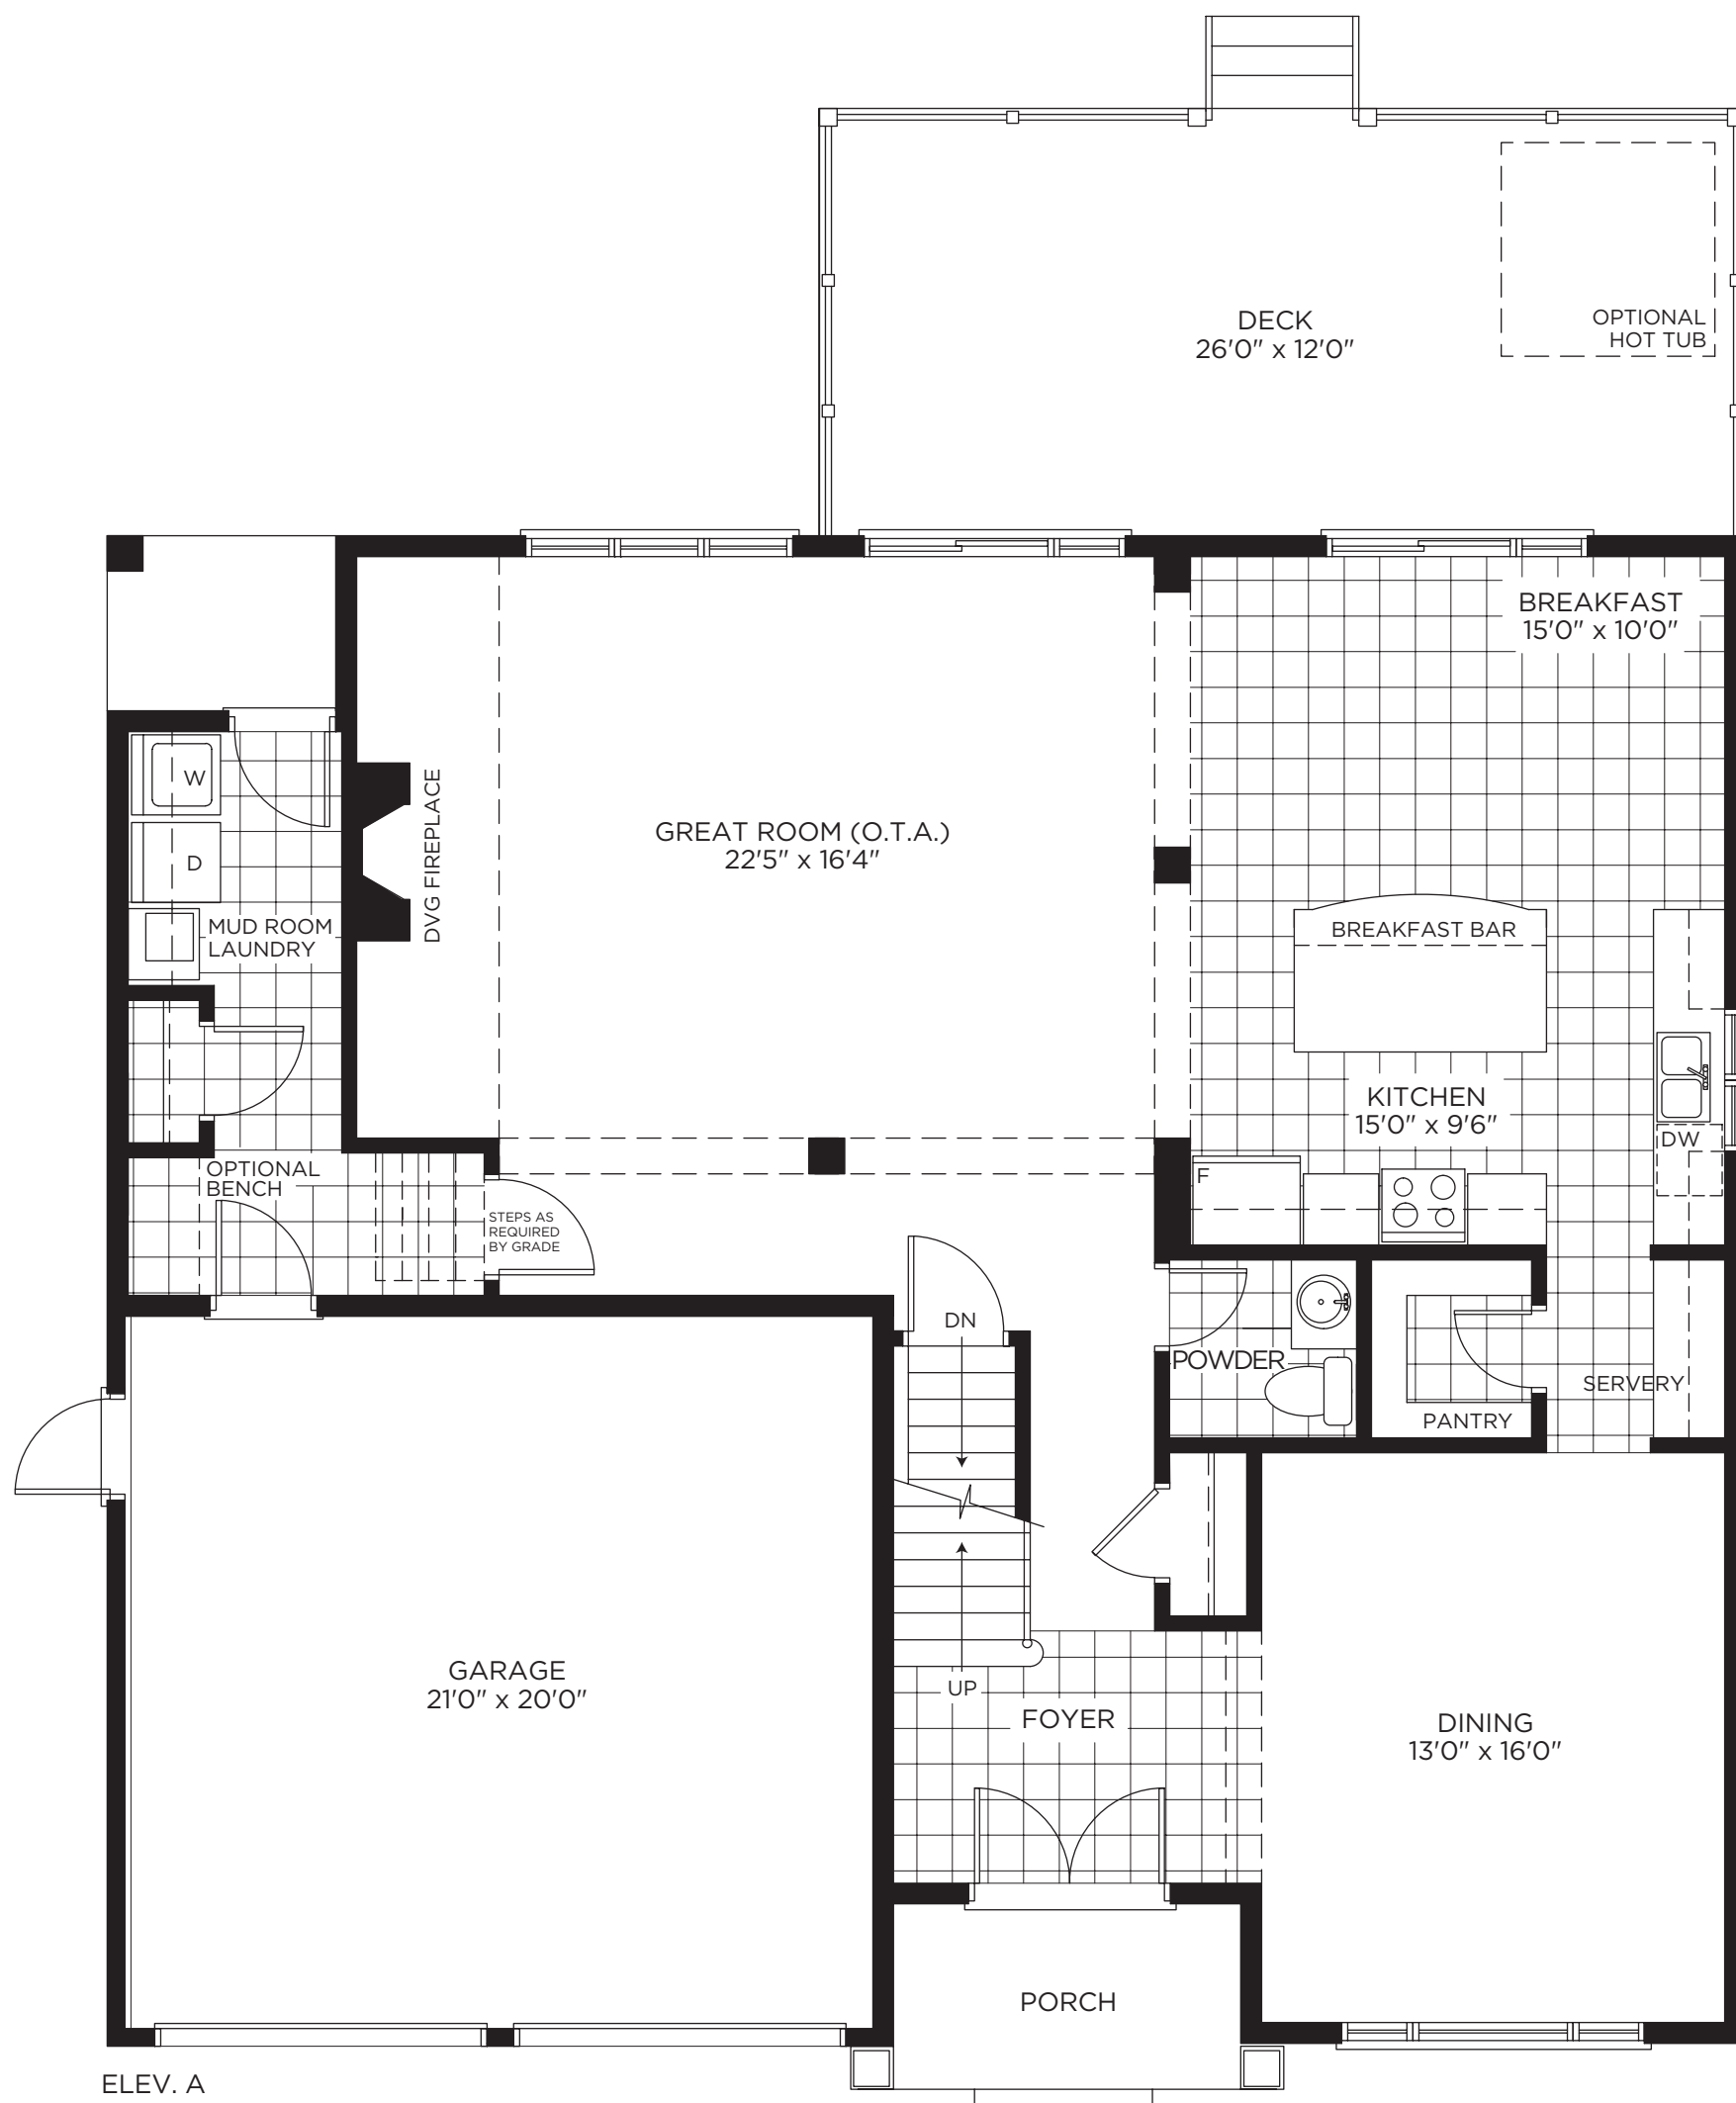 DECK
26'0" x 12'0"
OPTIONAL
HOT TUB
BREAKFAST
15'0" x 10'0"
W
D
MUD ROOM
LAUNDRY
DVG FIREPLACE
GREAT ROOM (O.T.A.)
22'5" x 16'4"
BREAKFAST BAR
KITCHEN
15'0" x 9'6"
DW
F
OPTIONAL
BENCH
STEPS AS
REQUIRED
BY GRADE
DN
POWDER
PANTRY
SERVERY
GARAGE
21'0" x 20'0"
UP
FOYER
DINING
13'0" x 16'0"
PORCH
ELEV. A